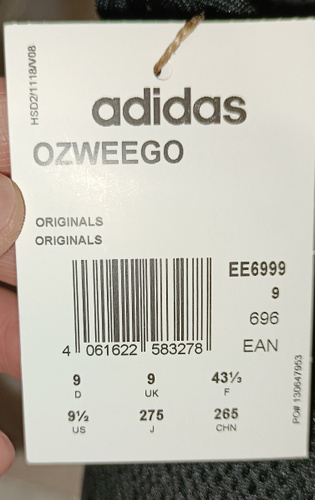 HSD2/1118/V08
adidas
OZWEEGO
ORIGINALS
ORIGINALS
EE6999
9
696
EAN
4 061622 583278
9 9 43⅓
D UK F
9½ 275 265
US J CHN
PC# 130647953